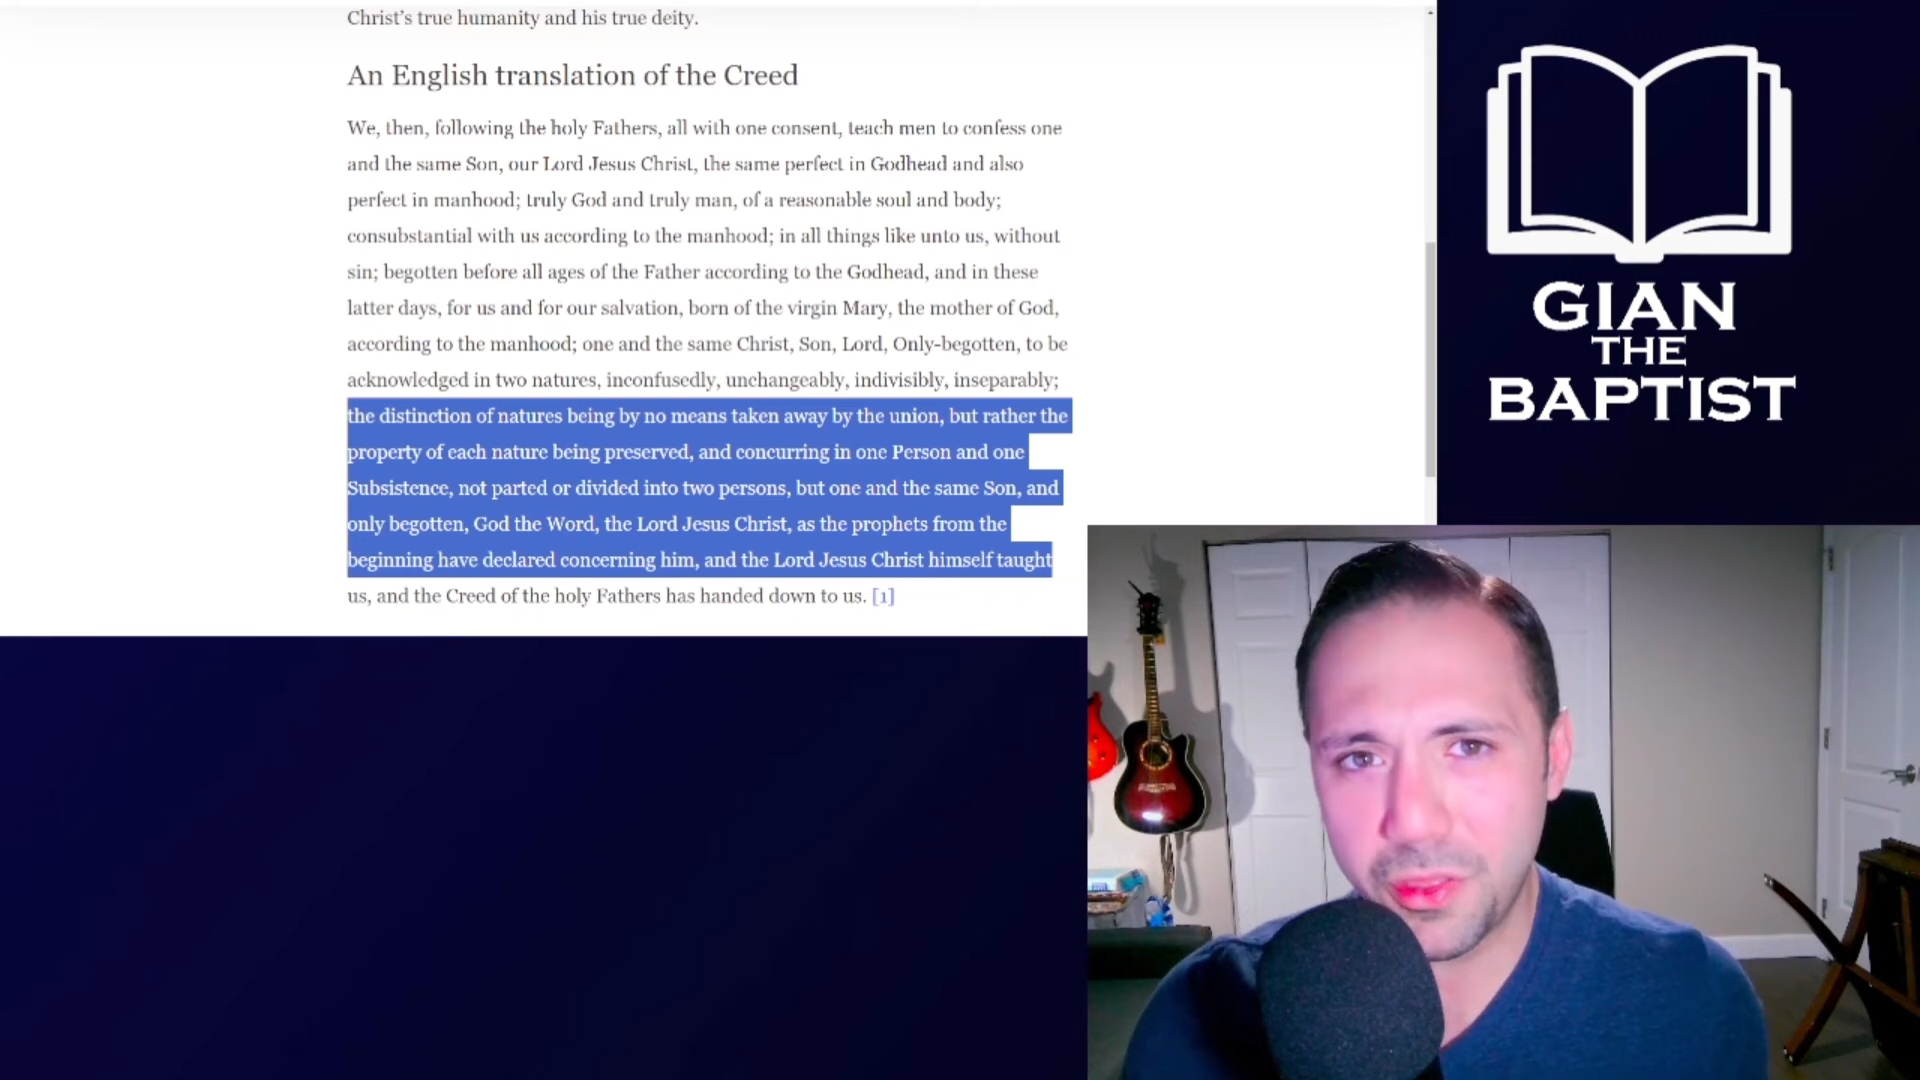 Christ's true humanity and his true deity.
An English translation of the Creed
We, then, following the holy Fathers, all with one consent, teach men to confess one
and the same Son, our Lord Jesus Christ, the same perfect in Godhead and also
perfect in manhood; truly God and truly man, of a reasonable soul and body;
consubstantial with us according to the manhood; in all things like unto us, without
sin; begotten before all ages of the Father according to the Godhead, and in these
latter days, for us and for our salvation, born of the virgin Mary, the mother of God,
according to the manhood; one and the same Christ, Son, Lord, Only-begotten, to be
acknowledged in two natures, inconfusedly, unchangeably, indivisibly, inseparably;
the distinction of natures being by no means taken away by the union, but rather the
property of each nature being preserved, and concurring in one Person and one
Subsistence, not parted or divided into two persons, but one and the same Son, and
only begotten, God the Word, the Lord Jesus Christ, as the prophets from the
beginning have declared concerning him, and the Lord Jesus Christ himself taught
us, and the Creed of the holy Fathers has handed down to us. [1]
GIAN
THE
BAPTIST